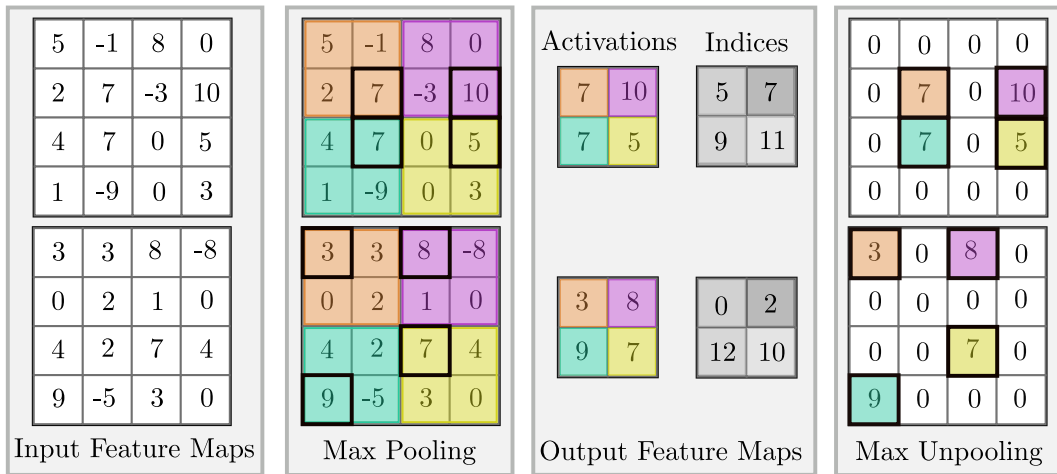 5 -1 8 0
2 7 -3 10
4 7 0 5
1 -9 0 3
3 3 8 -8
0 2 1 0
4 2 7 4
9 -5 3 0
Input Feature Maps
5 -1 8 0
2 7 -3 10
4 7 0 5
1 -9 0 3
3 3 8 -8
0 2 1 0
4 2 7 4
9 -5 3 0
Max Pooling
Activations Indices
7 10 5 7
7 5 9 11
3 8 0 2
9 7 12 10
Output Feature Maps
0 0 0 0
0 7 0 10
0 7 0 5
0 0 0 0
3 0 8 0
0 0 0 0
0 0 7 0
9 0 0 0
Max Unpooling